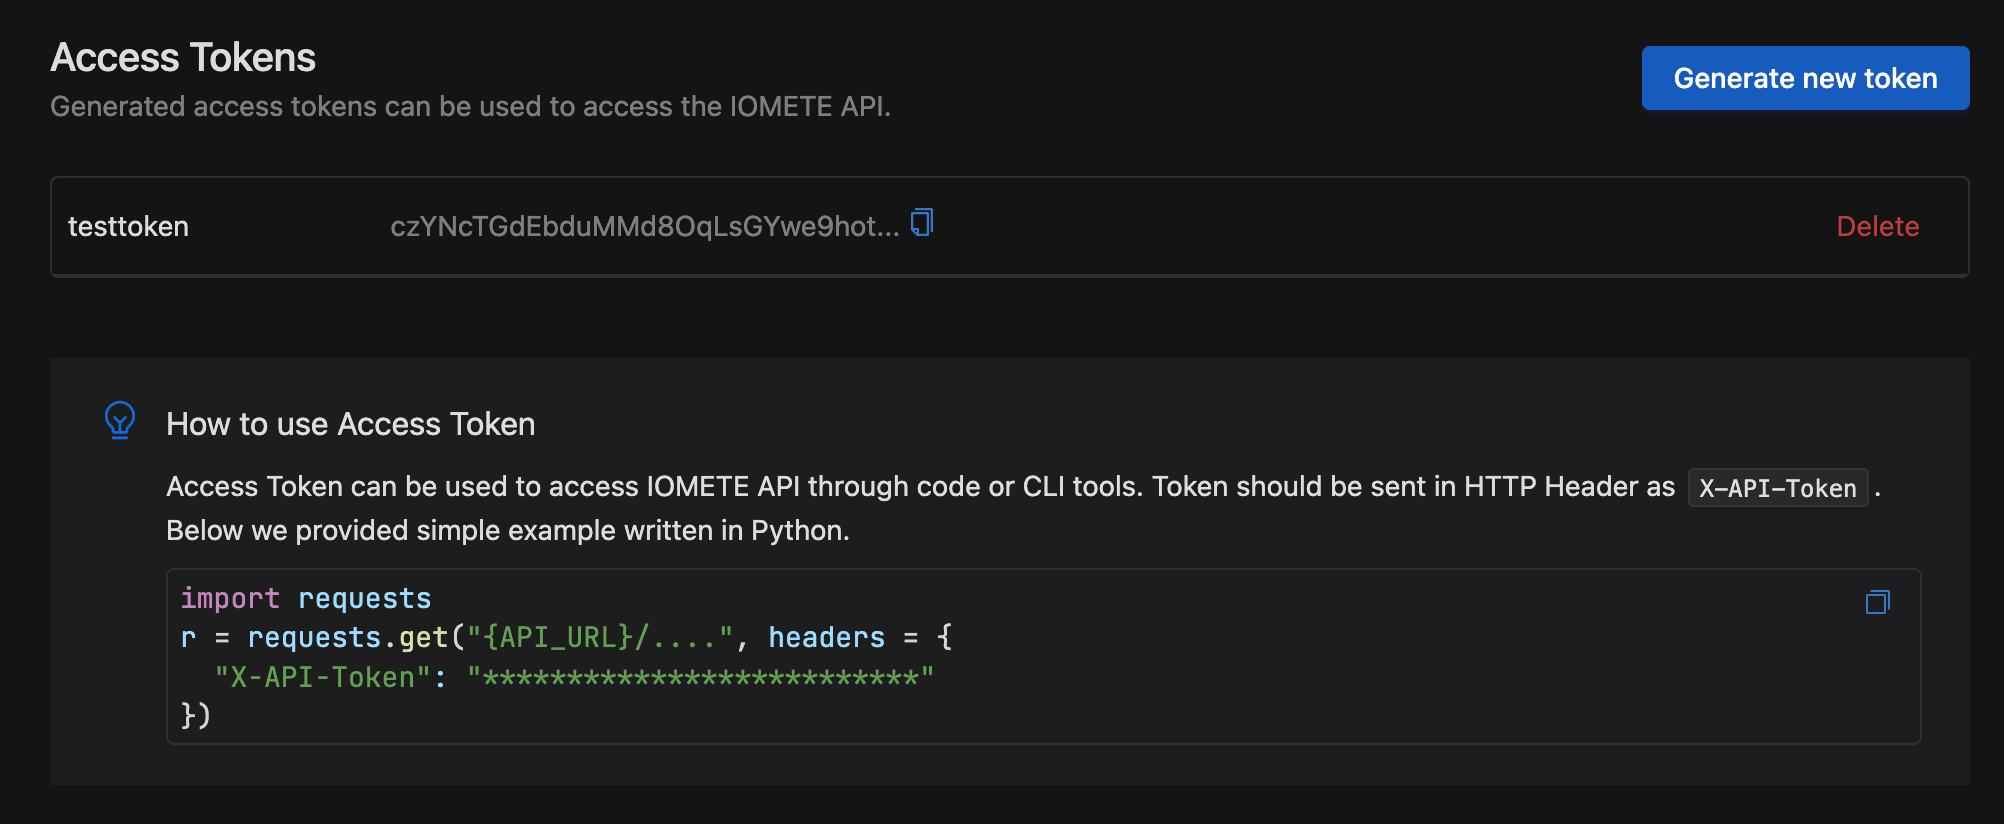 Access Tokens
Generate new token
Generated access tokens can be used to access the IOMETE API.
testtoken czYNcTGdEbduMMd8OqLsGYwe9hot... Delete
How to use Access Token
Access Token can be used to access IOMETE API through code or CLI tools. Token should be sent in HTTP Header as X-API-Token .
Below we provided simple example written in Python.
import requests
r = requests.get("{API_URL}/....", headers = {
  "X-API-Token": "**************************"
})